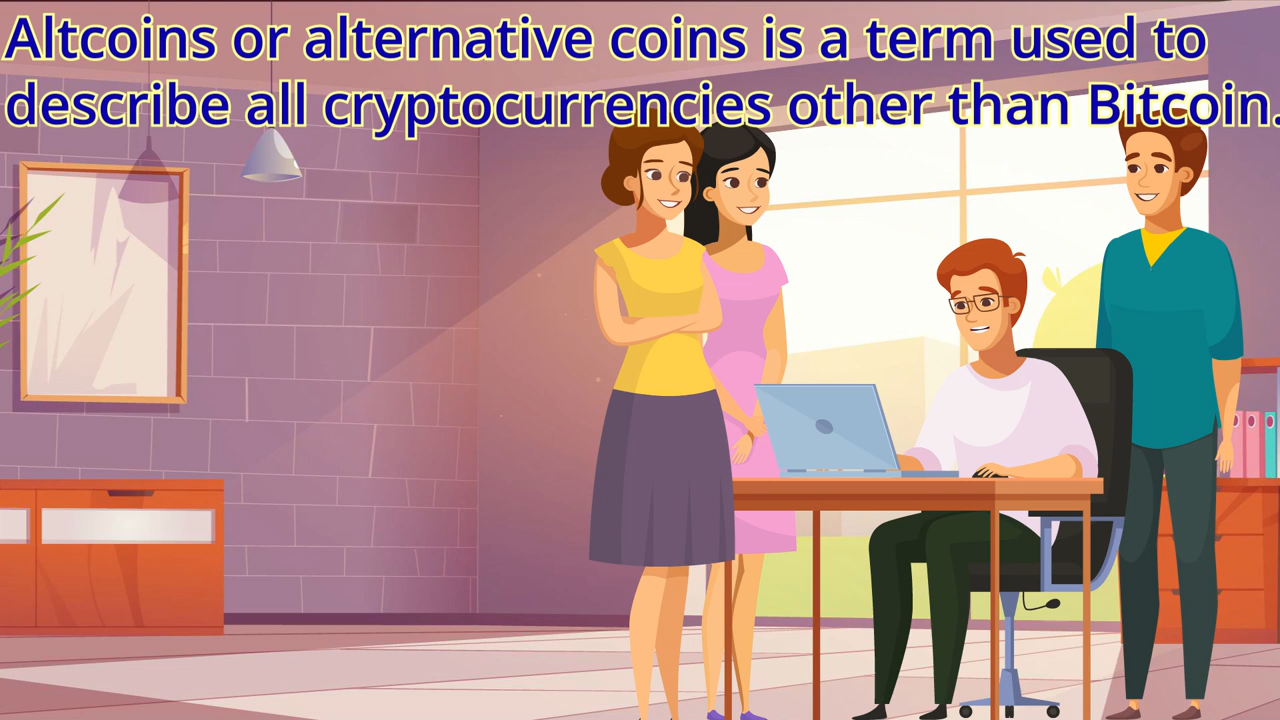 Altcoins or alternative coins is a term used to
describe all cryptocurrencies other than Bitcoin.